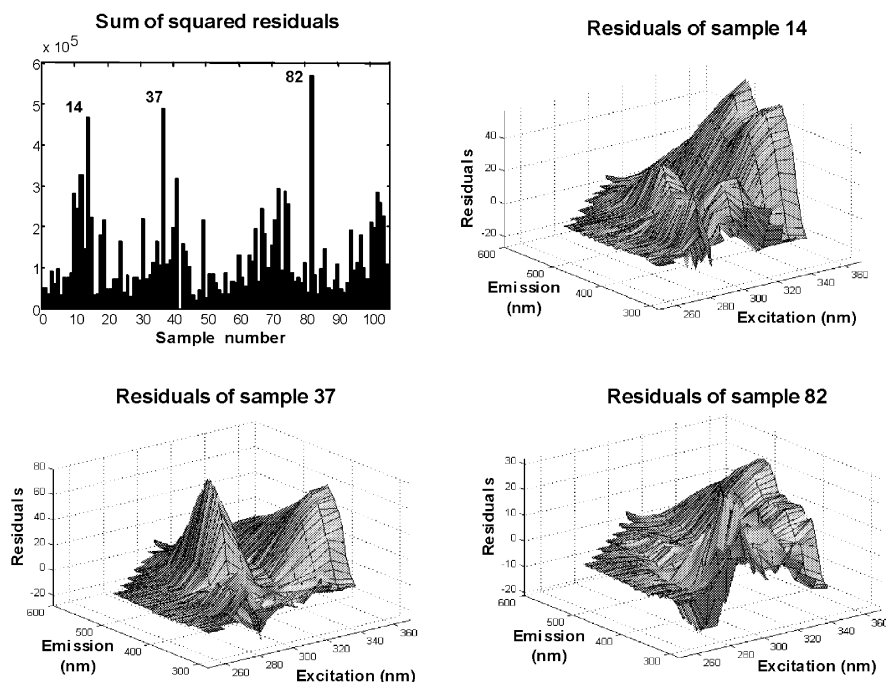 Sum of squared residuals
x 10⁵
6
5
4
3
2
1
0
14
37
82
0 10 20 30 40 50 60 70 80 90 100
Sample number
Residuals of sample 14
Residuals
40
20
0
-20
600
500
400
300
Emission
(nm)
260 280 300 320 340 360
Excitation (nm)
Residuals of sample 37
Residuals
80
60
40
20
0
-20
600
500
400
300
Emission
(nm)
260 280 300 320 340 360
Excitation (nm)
Residuals of sample 82
Residuals
30
20
10
0
-10
-20
600
500
400
300
Emission
(nm)
260 280 300 320 340 360
Excitation (nm)